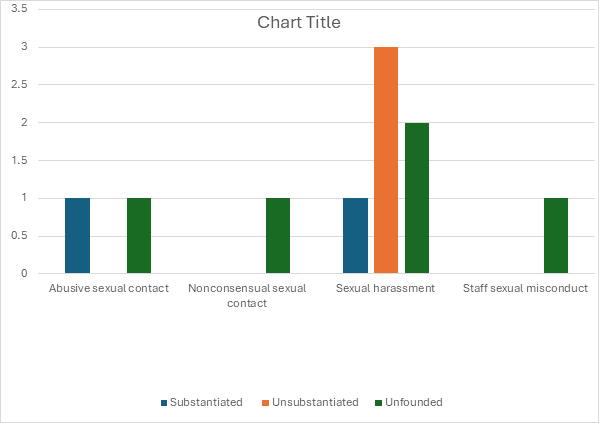 Chart Title
3.5
3
2.5
2
1.5
1
0.5
0
Abusive sexual contact
Nonconsensual sexual
contact
Sexual harassment
Staff sexual misconduct
Substantiated
Unsubstantiated
Unfounded